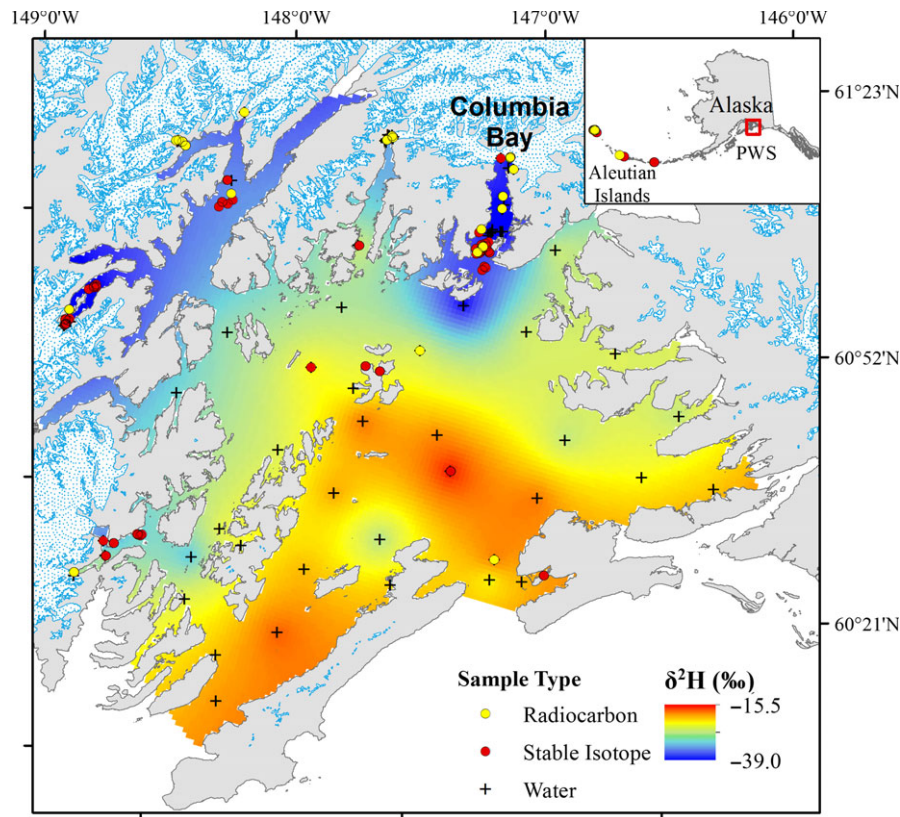 149°0'W
148°0'W
147°0'W
146°0'W
61°23'N
60°52'N
60°21'N
Columbia
Bay
Alaska
PWS
Aleutian
Islands
Sample Type
Radiocarbon
Stable Isotope
Water
δ²H (‰)
−15.5
−39.0